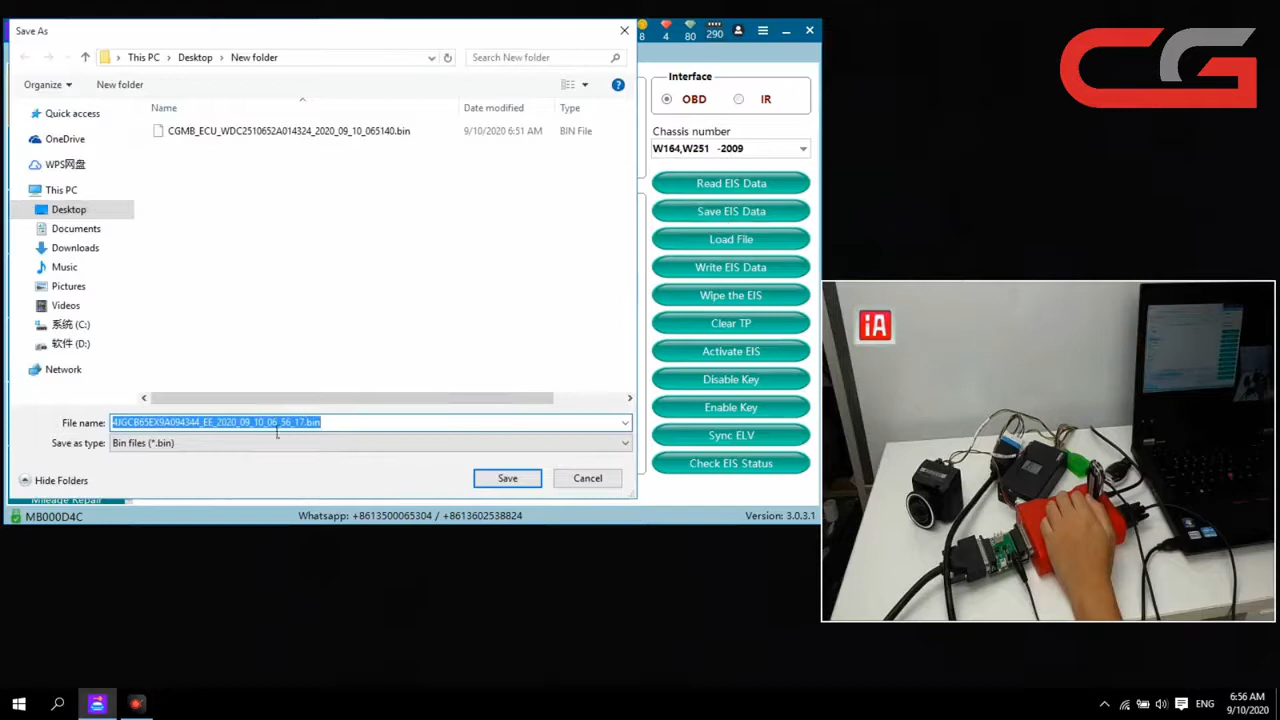 Save As
8 4 80 290
This PC > Desktop > New folder
Search New folder
Organize
New folder
Name Date modified Type
CGMB_ECU_WDC2510652A014324_2020_09_10_065140.bin 9/10/2020 6:51 AM BIN File
Quick access
OneDrive
WPS网盘
This PC
Desktop
Documents
Downloads
Music
Pictures
Videos
系统 (C:)
软件 (D:)
Network
File name: 4JGCB65EX9A094344_EE_2020_09_10_06_56_17.bin
Save as type: Bin files (*.bin)
Hide Folders
Save
Cancel
Mileage Repair
Interface
OBD
IR
Chassis number
W164,W251 -2009
Read EIS Data
Save EIS Data
Load File
Write EIS Data
Wipe the EIS
Clear TP
Activate EIS
Disable Key
Enable Key
Sync ELV
Check EIS Status
MB000D4C
Whatsapp: +8613500065304 / +8613602538824
Version: 3.0.3.1
CG
iA
ENG
6:56 AM
9/10/2020